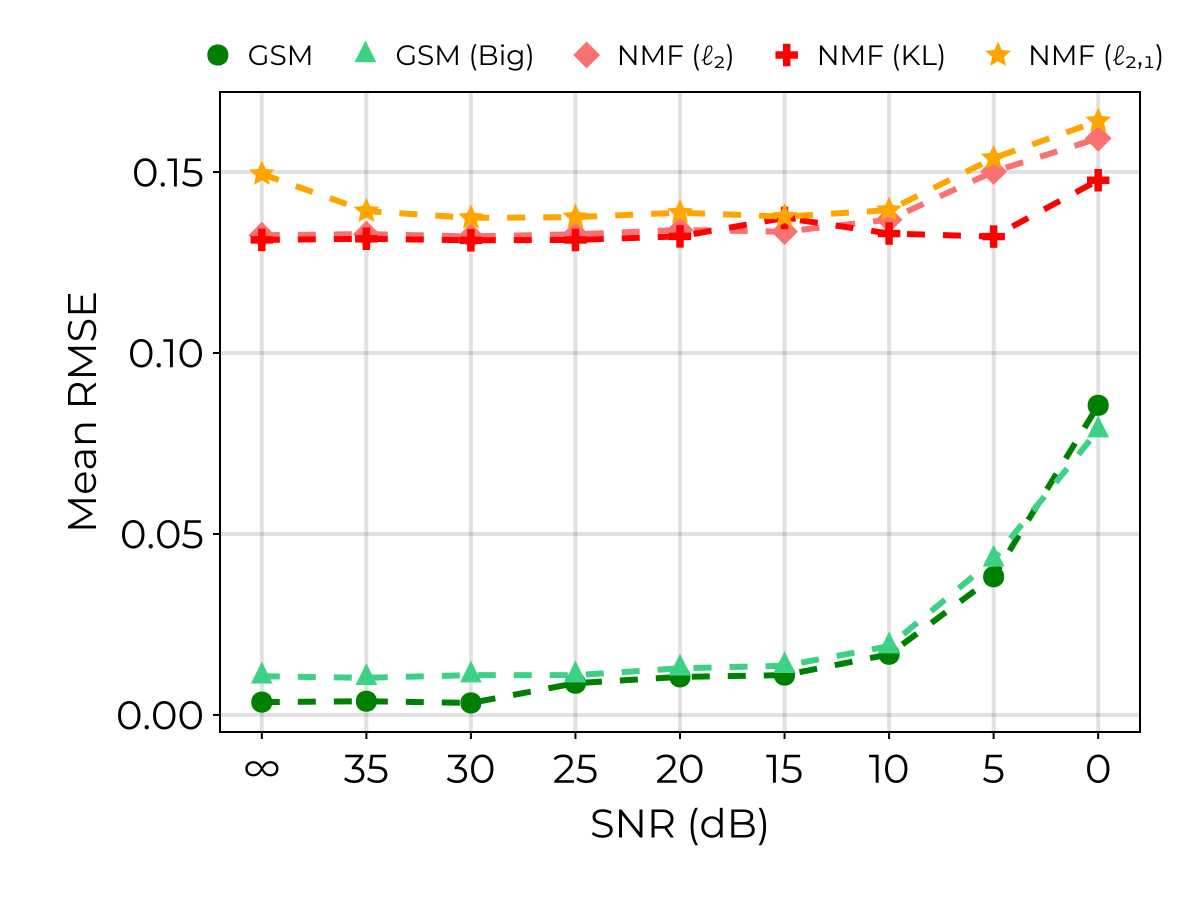 GSM GSM (Big) NMF (ℓ₂) NMF (KL) NMF (ℓ₂,₁)
0.15
0.10
0.05
0.00
Mean RMSE
∞ 35 30 25 20 15 10 5 0
SNR (dB)